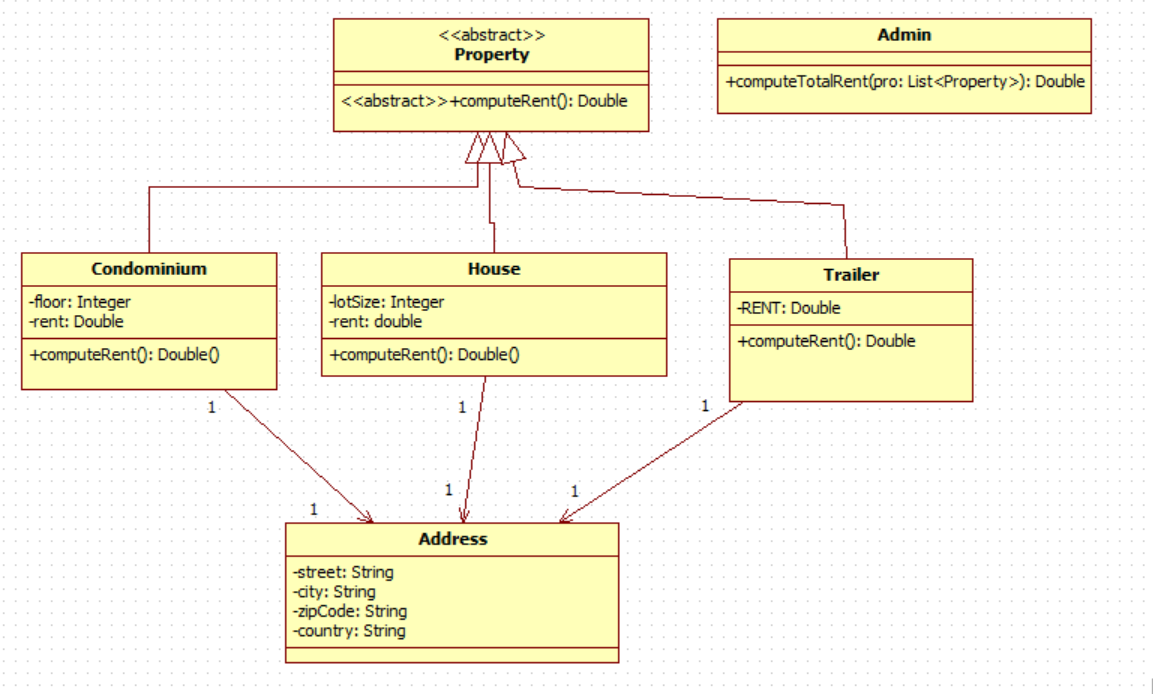 <<abstract>>
Property
<<abstract>>+computeRent(): Double
Admin
+computeTotalRent(pro: List<Property>): Double
Condominium
-floor: Integer
-rent: Double
+computeRent(): Double()
House
-lotSize: Integer
-rent: double
+computeRent(): Double()
Trailer
-RENT: Double
+computeRent(): Double
1
1
1
1
1
1
Address
-street: String
-city: String
-zipCode: String
-country: String